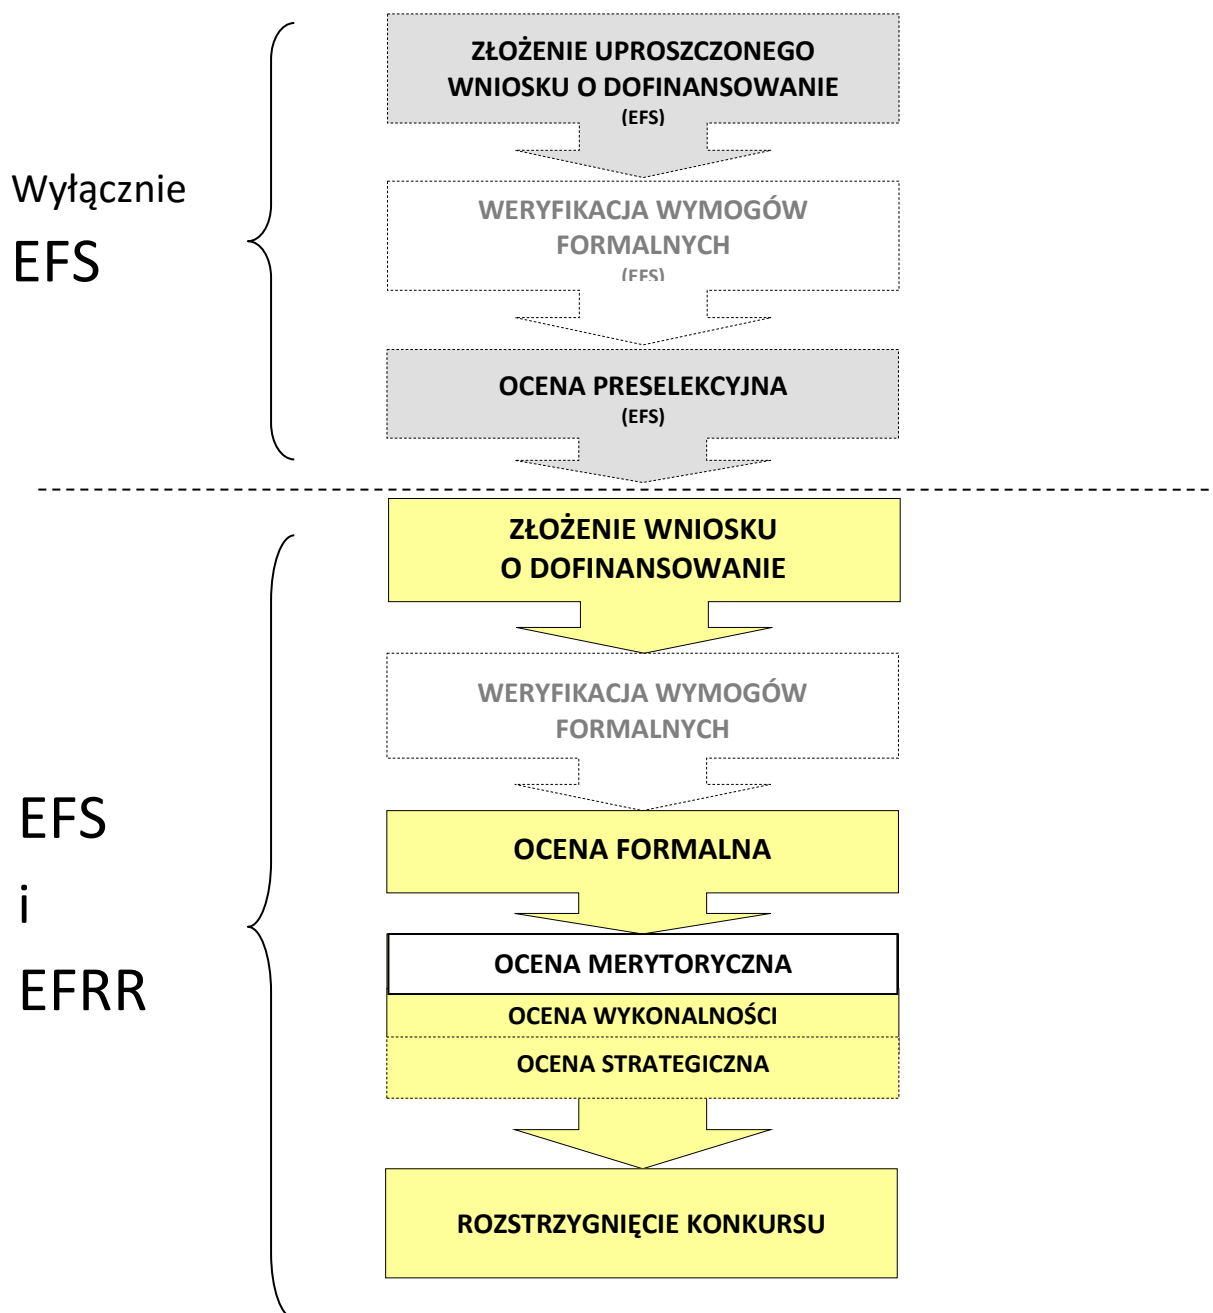 ZŁOŻENIE UPROSZCZONEGO
WNIOSKU O DOFINANSOWANIE
(EFS)
Wyłącznie
EFS
WERYFIKACJA WYMOGÓW
FORMALNYCH
(EFS)
OCENA PRESELEKCYJNA
(EFS)
ZŁOŻENIE WNIOSKU
O DOFINANSOWANIE
WERYFIKACJA WYMOGÓW
FORMALNYCH
EFS
i
EFRR
OCENA FORMALNA
OCENA MERYTORYCZNA
OCENA WYKONALNOŚCI
OCENA STRATEGICZNA
ROZSTRZYGNIĘCIE KONKURSU